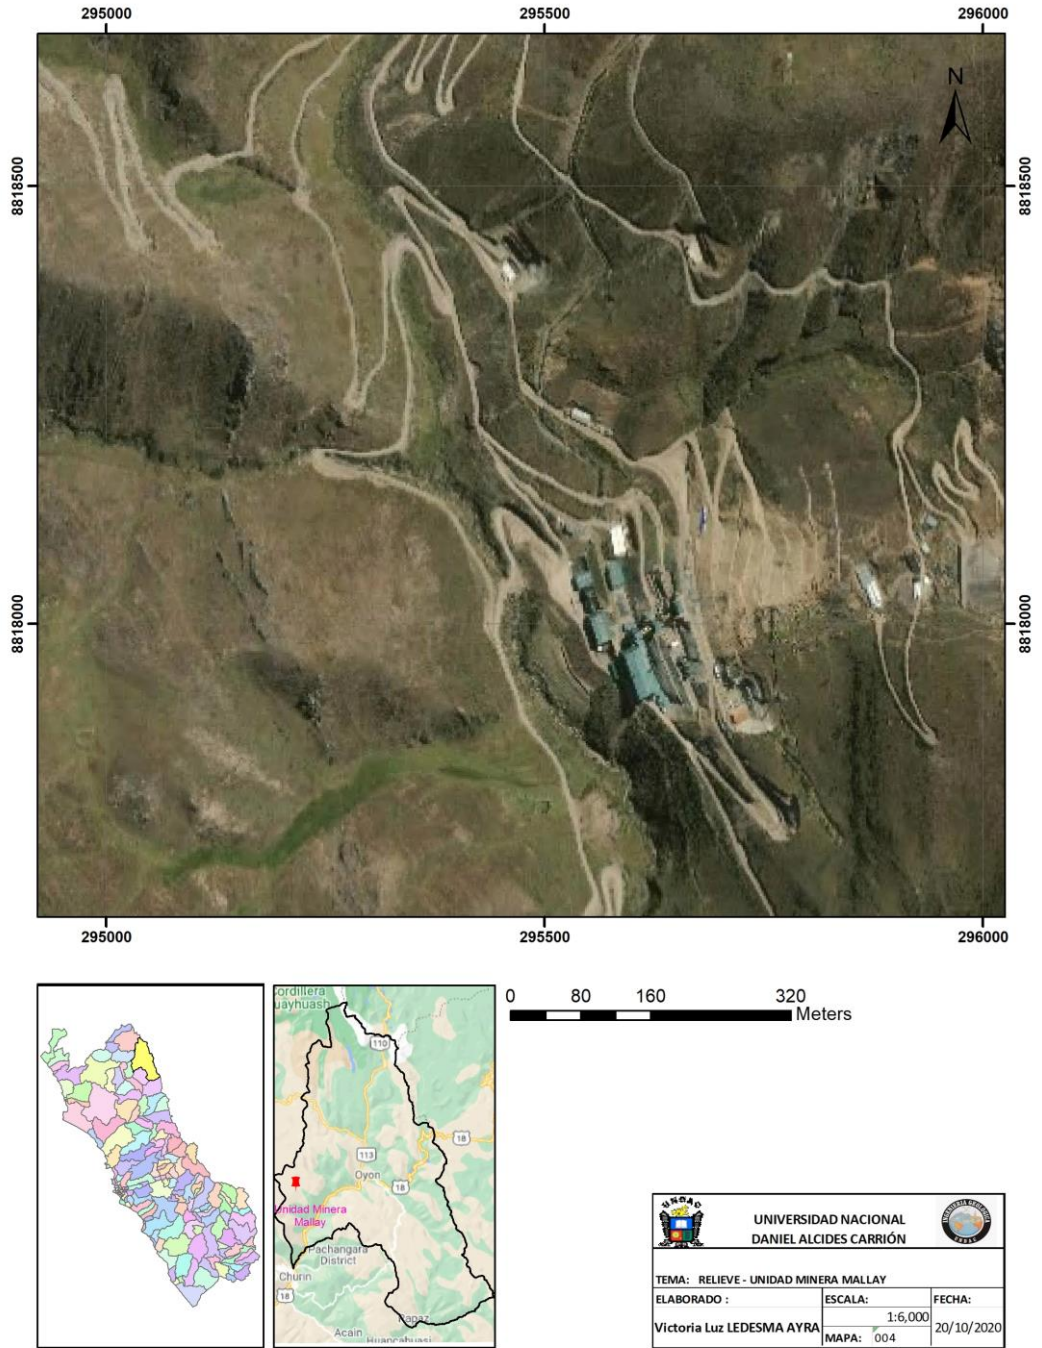 295000 295500 296000
N
8818500 8818500
8818000 8818000
295000 295500 296000
0 80 160 320
Meters
Cordillera
Huayhuash
110
18
113
Oyon
18
Unidad Minera
Mallay
Pachangara
District
Churin
18
Rapaz
Acain
Huancahuasi
UNDAC
UNIVERSIDAD NACIONAL
DANIEL ALCIDES CARRIÓN
TEMA: RELIEVE - UNIDAD MINERA MALLAY
ELABORADO : ESCALA: FECHA:
1:6,000
Victoria Luz LEDESMA AYRA 20/10/2020
MAPA: 004